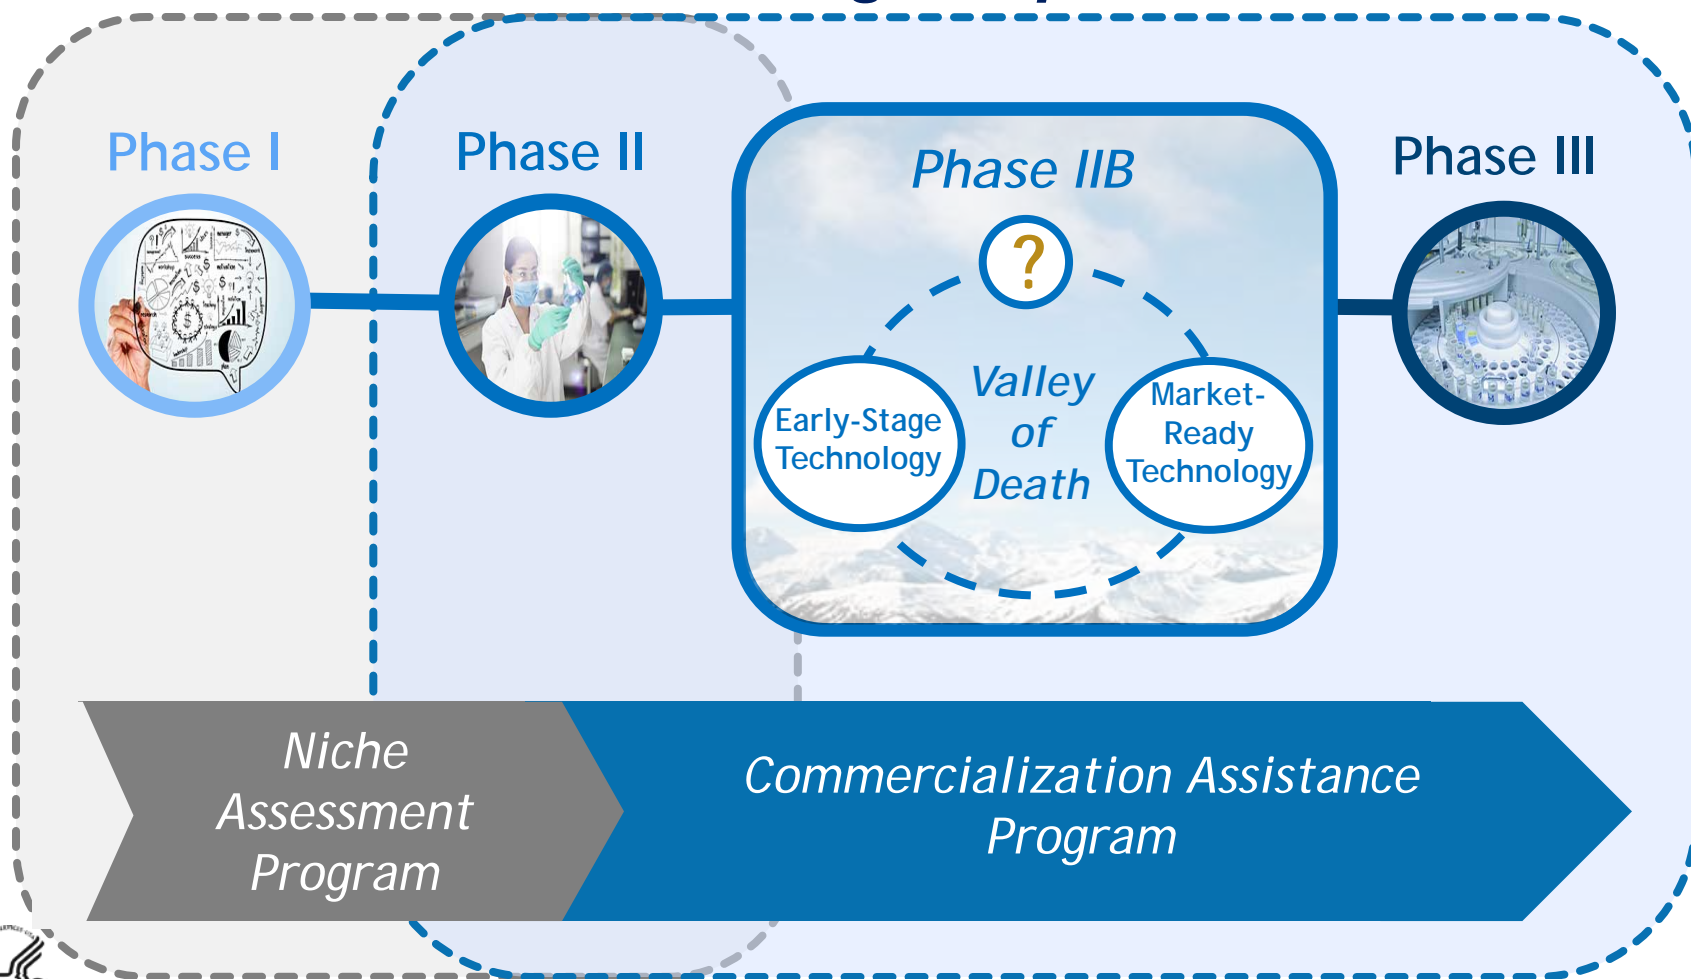 Phase I
Phase II
Phase IIB
Phase III
?
Early-Stage
Technology
Valley
of
Death
Market-
Ready
Technology
Niche
Assessment
Program
Commercialization Assistance
Program